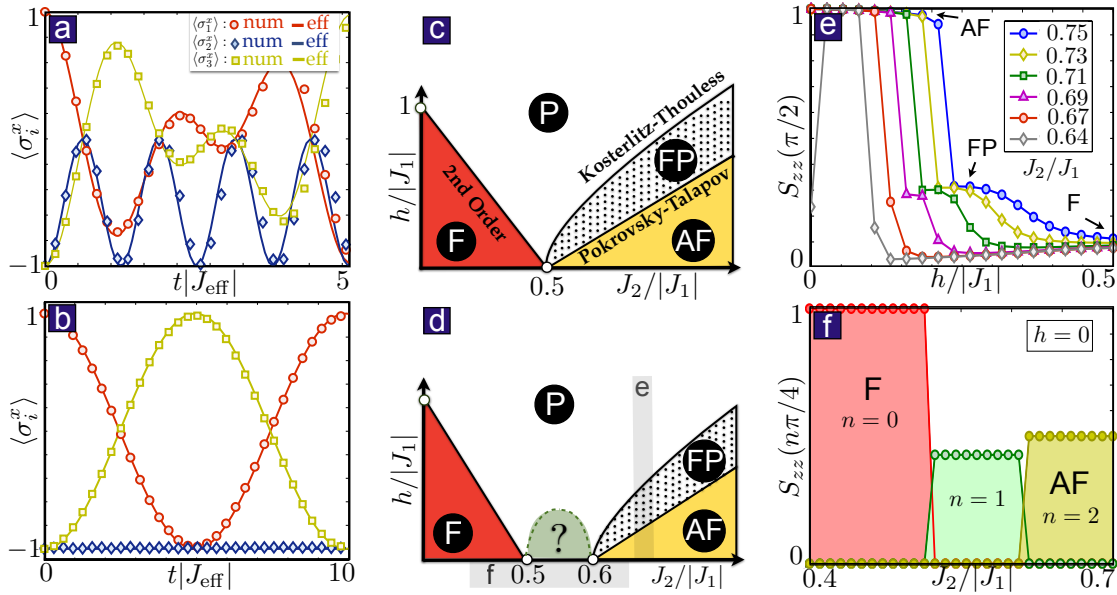 a
1
⟨σ₁ˣ⟩ : num eff
⟨σ₂ˣ⟩ : num eff
⟨σ₃ˣ⟩ : num eff
⟨σᵢˣ⟩
−1
0
t|J_eff|
5
b
1
⟨σᵢˣ⟩
−1
0
t|J_eff|
10
c
P
1
h/|J₁|
2nd Order
F
Kosterlitz-Thouless
FP
Pokrovsky-Talapov
AF
0.5
J₂/|J₁|
d
P
e
h/|J₁|
F
?
FP
AF
f
0.5
0.6
J₂/|J₁|
e
1
AF
0.75
0.73
0.71
0.69
0.67
0.64
J₂/J₁
S_zz(π/2)
FP
F
0
0
h/|J₁|
0.5
f
1
h = 0
F
n = 0
S_zz(nπ/4)
n = 1
AF
n = 2
0
0.4
J₂/|J₁|
0.7